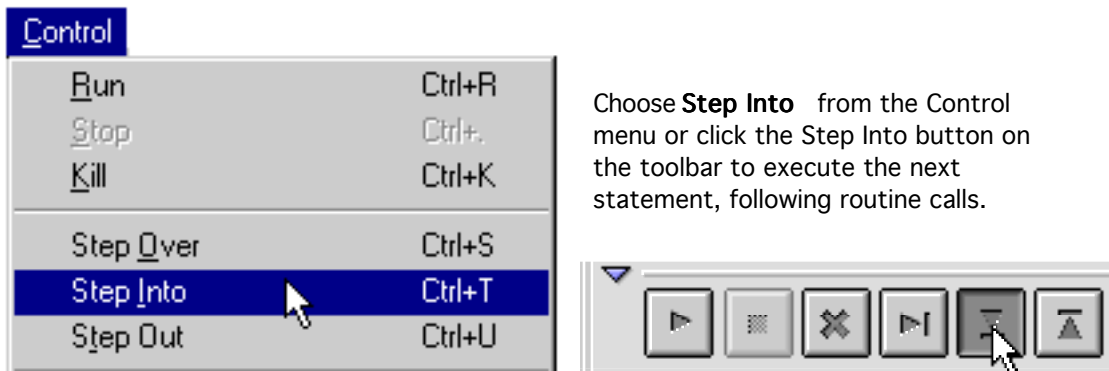 Control
Run Ctrl+R
Stop Ctrl+.
Kill Ctrl+K
Step Over Ctrl+S
Step Into Ctrl+T
Step Out Ctrl+U
Choose Step Into from the Control
menu or click the Step Into button on
the toolbar to execute the next
statement, following routine calls.